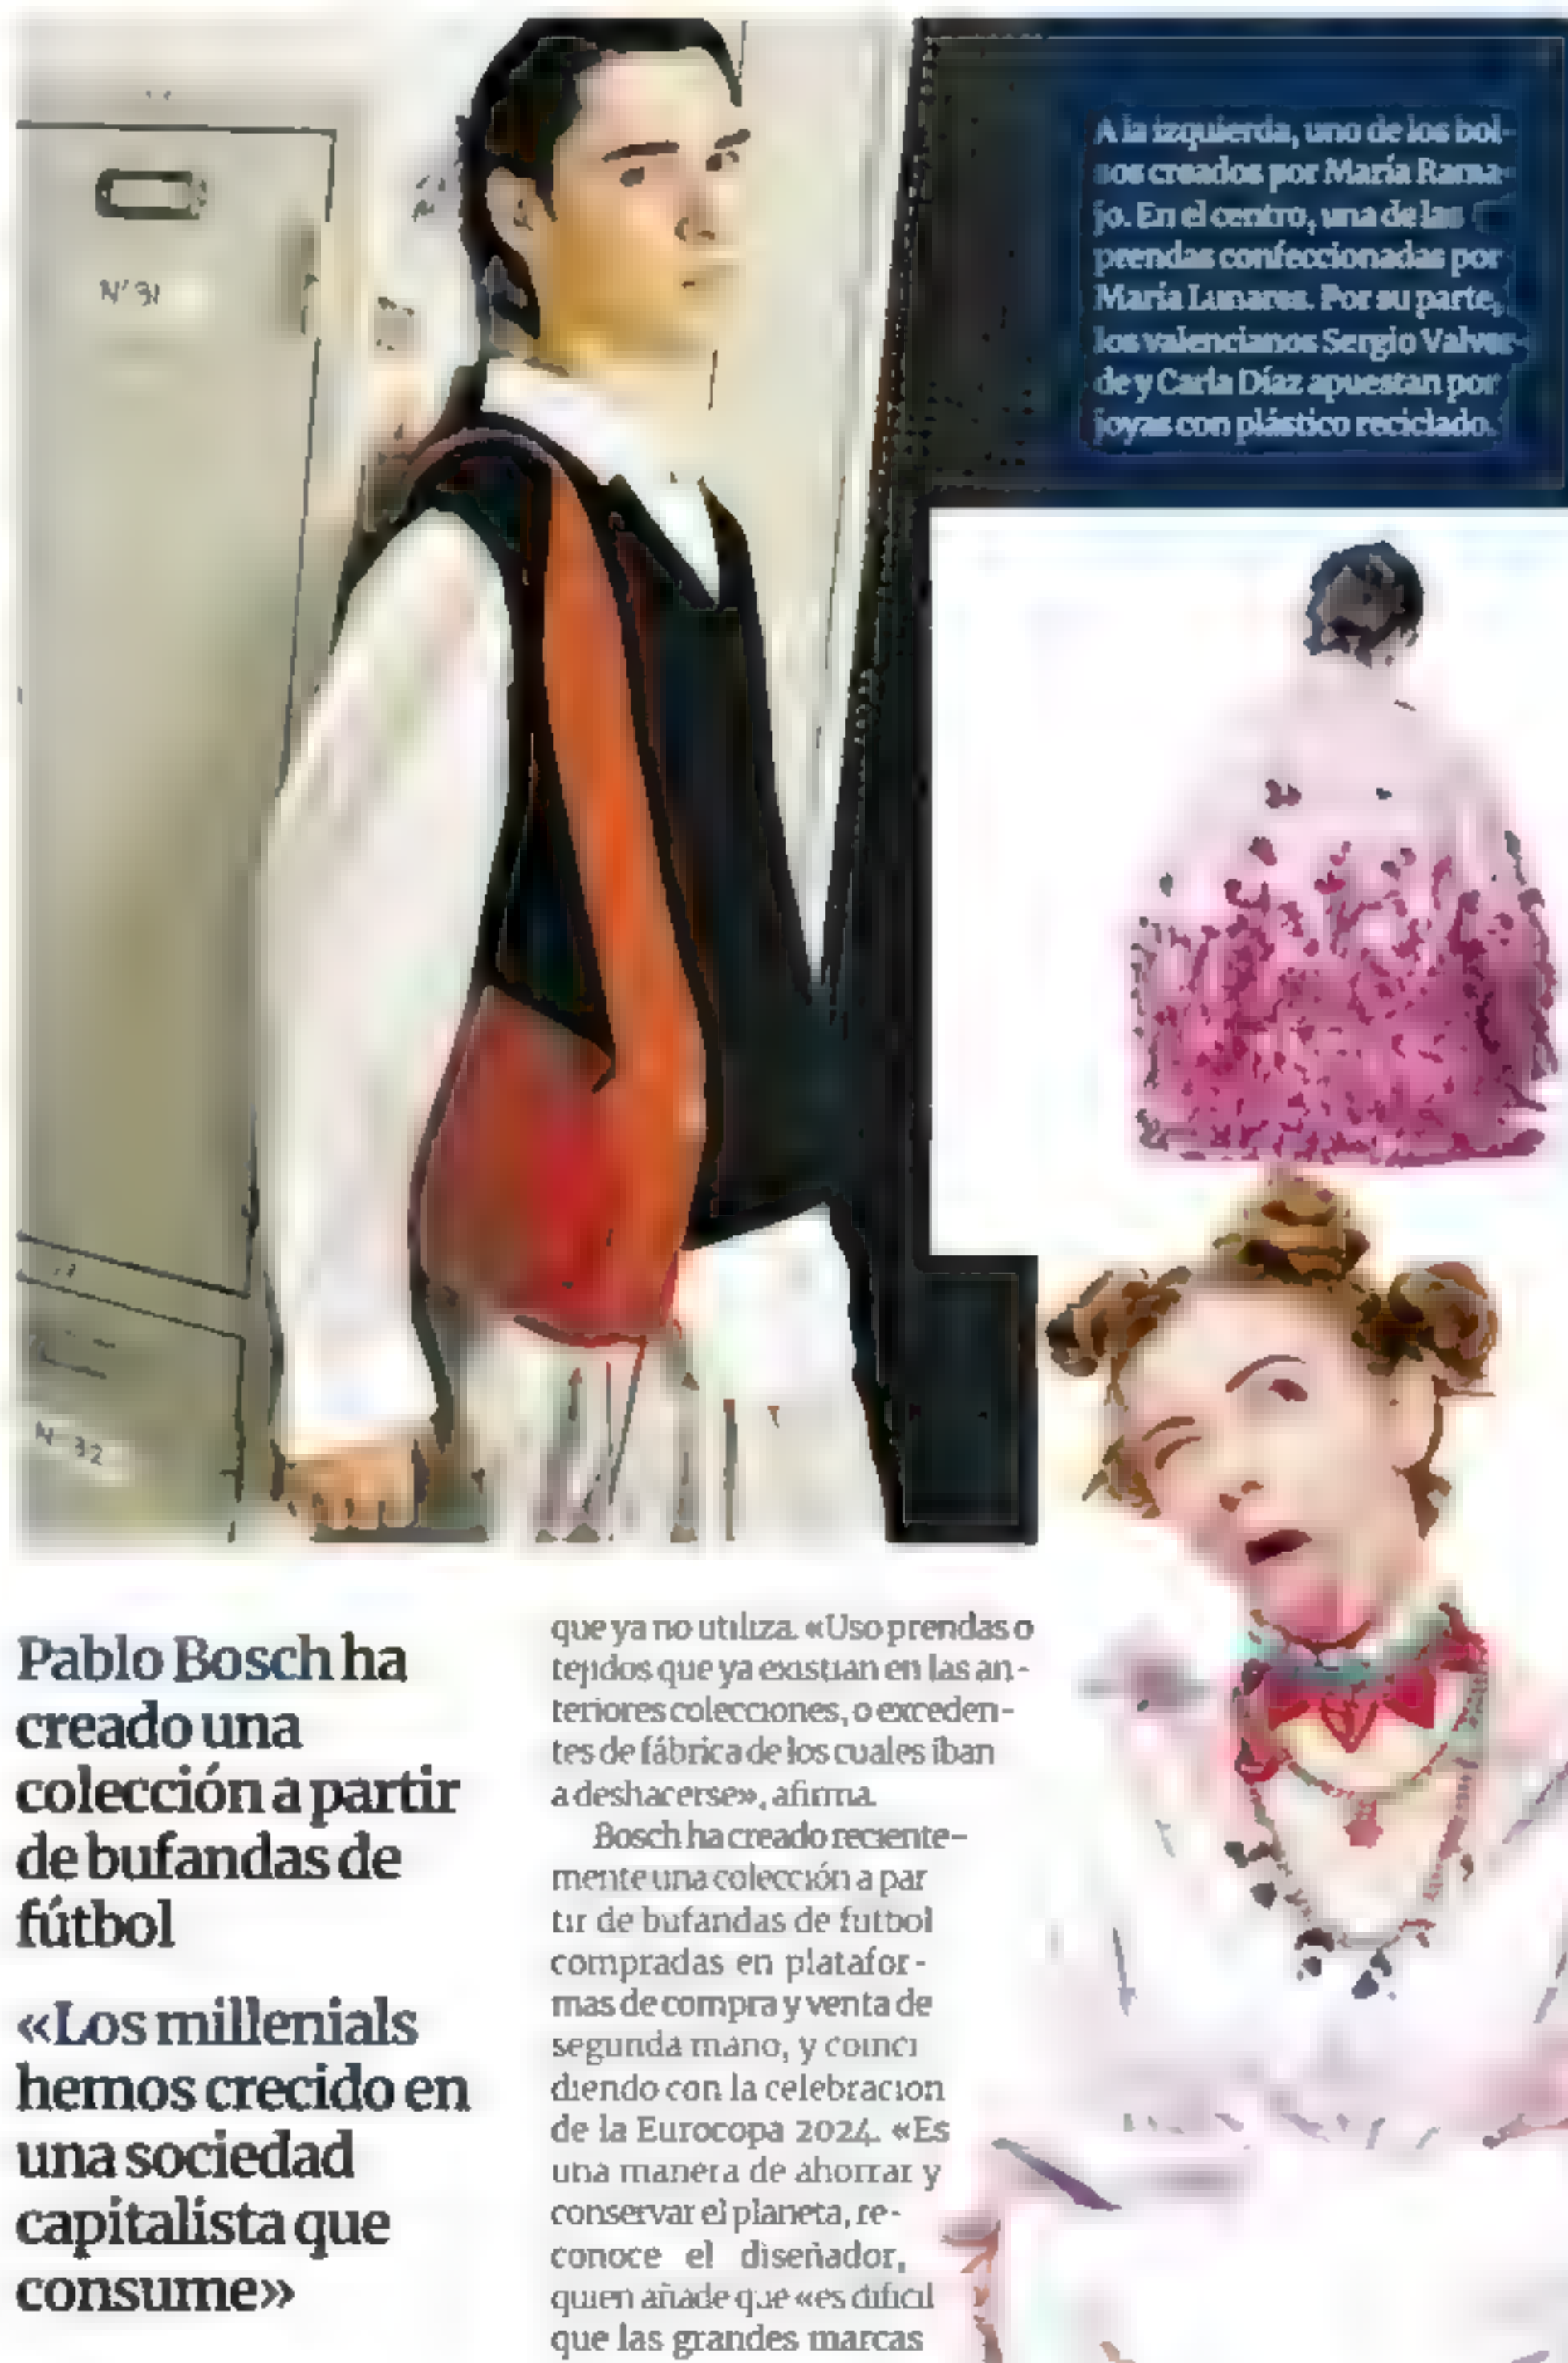 Nº 31
A la izquierda, uno de los bol-
sos creados por María Rama-
jo. En el centro, una de las
prendas confeccionadas por
María Lunares. Por su parte,
los valencianos Sergio Valver-
de y Carla Díaz apuestan por
joyas con plástico reciclado.
Nº 32
Pablo Bosch ha
creado una
colección a partir
de bufandas de
fútbol
«Los millenials
hemos crecido en
una sociedad
capitalista que
consume»
que ya no utiliza. «Uso prendas o
tejidos que ya existían en las an-
teriores colecciones, o exceden-
tes de fábrica de los cuales iban
a deshacerse», afirma.
Bosch ha creado reciente-
mente una colección a par
tir de bufandas de fútbol
compradas en platafor-
mas de compra y venta de
segunda mano, y coinci
diendo con la celebración
de la Eurocopa 2024. «Es
una manera de ahorrar y
conservar el planeta, re-
conoce el diseñador,
quien añade que «es difícil
que las grandes marcas